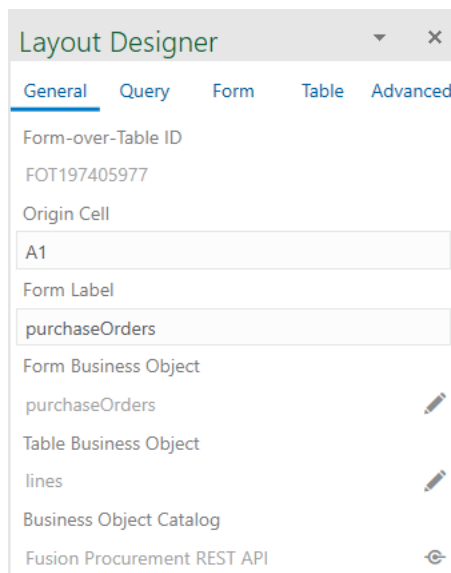 Layout Designer
General Query Form Table Advanced
Form-over-Table ID
FOT197405977
Origin Cell
A1
Form Label
purchaseOrders
Form Business Object
purchaseOrders
Table Business Object
lines
Business Object Catalog
Fusion Procurement REST API